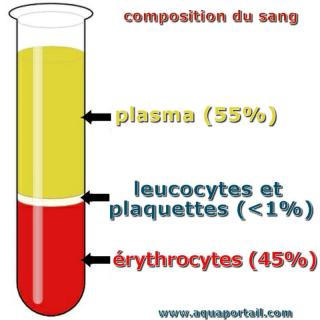 composition du sang
plasma (55%)
leucocytes et
plaquettes (<1%)
érythrocytes (45%)
www.aquaportail.com